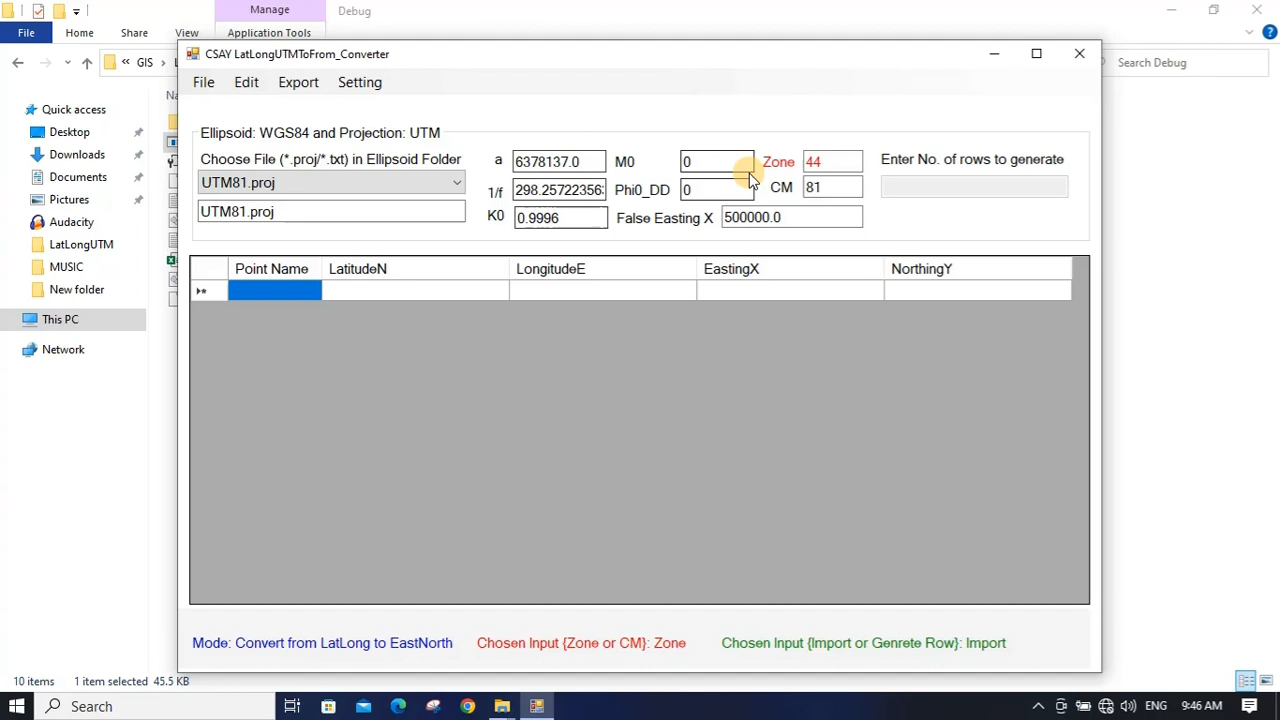 Manage
Debug
File
Home
Share
View
Application Tools
CSAY LatLongUTMToFrom_Converter
GIS
Search Debug
File
Edit
Export
Setting
Quick access
Desktop
Downloads
Documents
Pictures
Audacity
LatLongUTM
MUSIC
New folder
This PC
Network
Ellipsoid: WGS84 and Projection: UTM
Choose File (*.proj/*.txt) in Ellipsoid Folder
UTM81.proj
UTM81.proj
a
6378137.0
M0
0
Zone
44
Enter No. of rows to generate
1/f
298.257223563
Phi0_DD
0
CM
81
K0
0.9996
False Easting X
500000.0
Point Name
LatitudeN
LongitudeE
EastingX
NorthingY
Mode: Convert from LatLong to EastNorth
Chosen Input {Zone or CM}: Zone
Chosen Input {Import or Genrete Row}: Import
10 items
1 item selected
45.5 KB
Search
ENG
9:46 AM